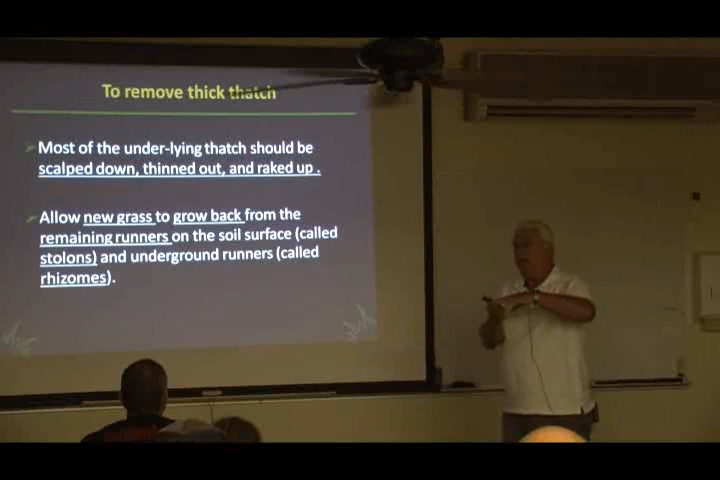 To remove thick thatch
Most of the under-lying thatch should be
scalped down, thinned out, and raked up .
Allow new grass to grow back from the
remaining runners on the soil surface (called
stolons) and underground runners (called
rhizomes).